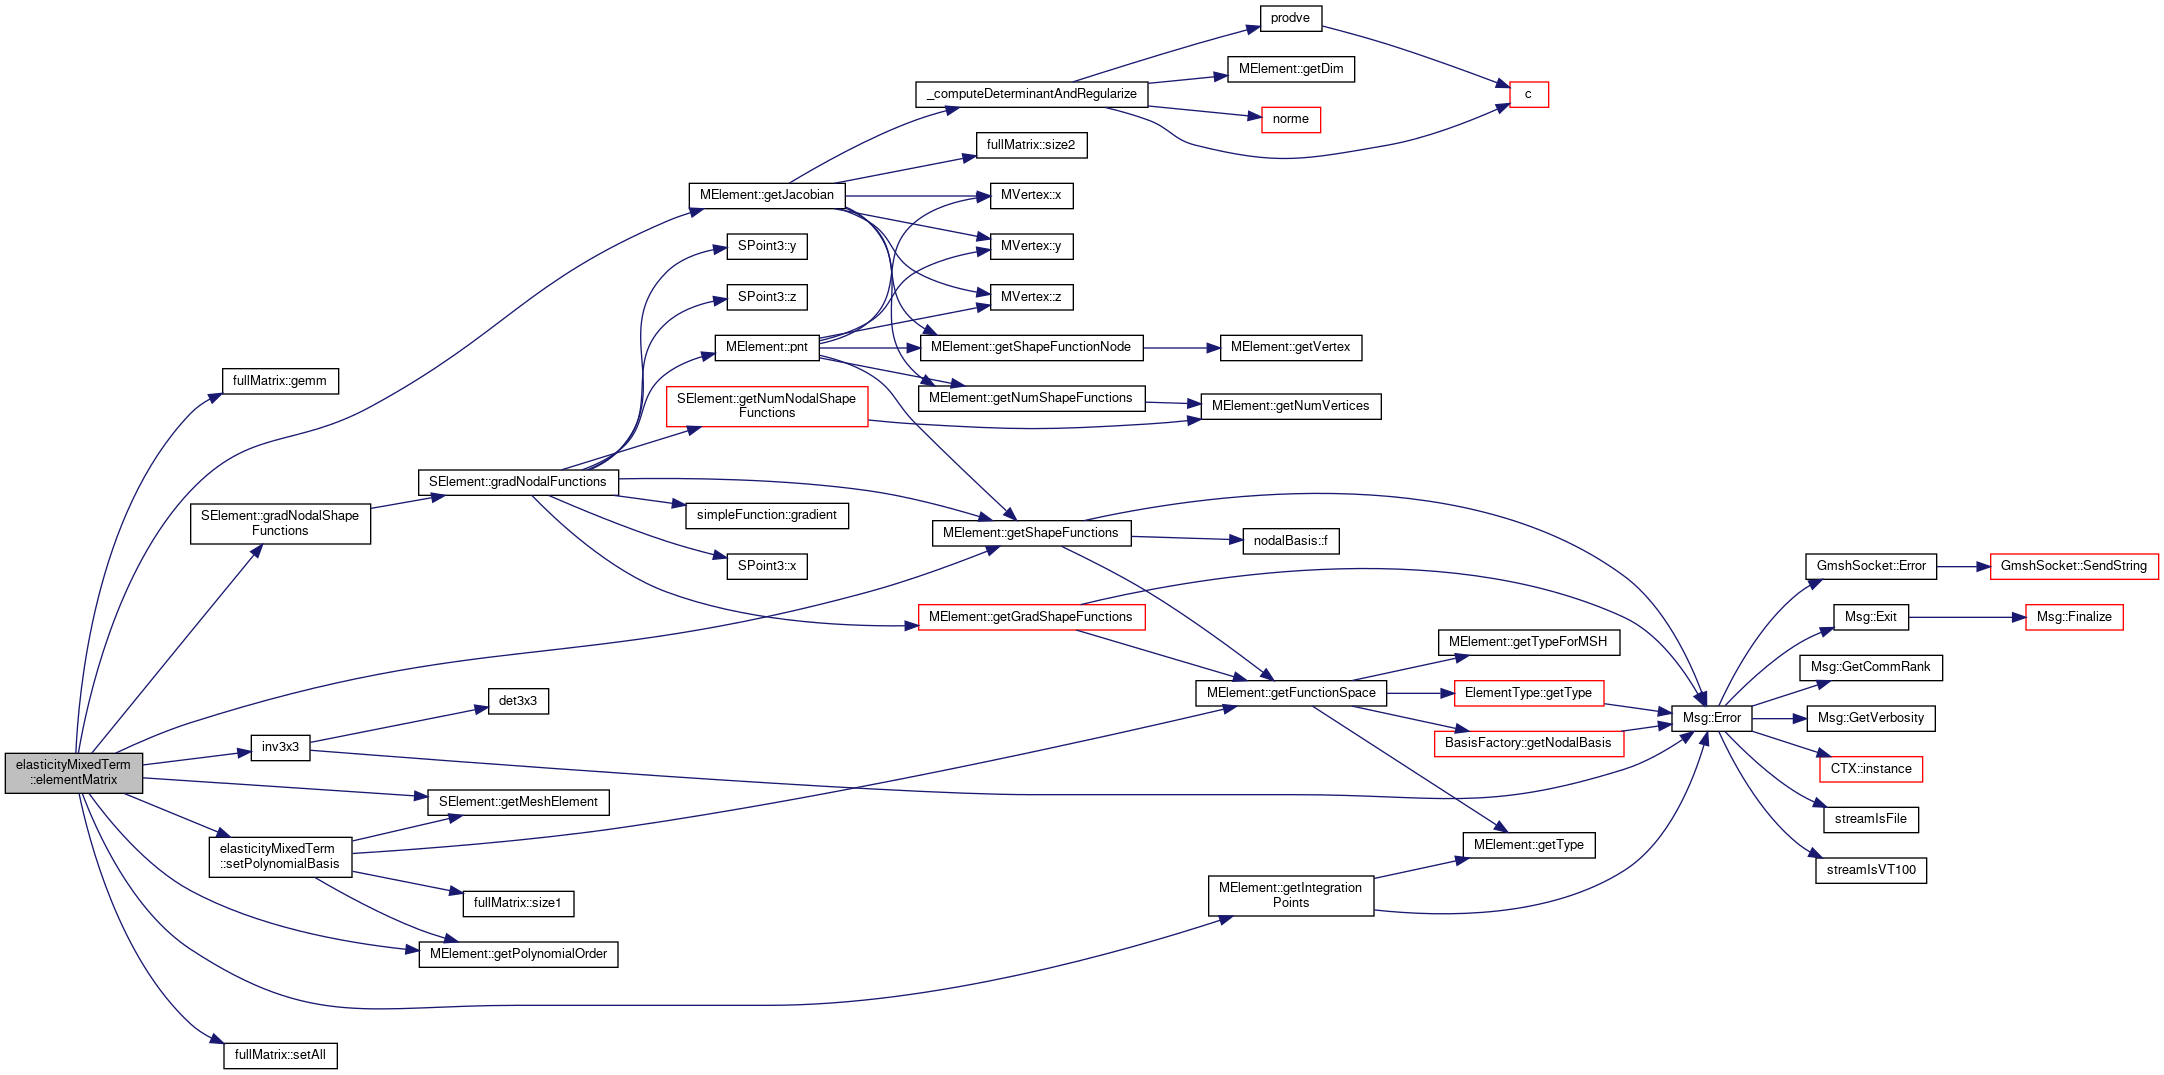 elasticityMixedTerm
::elementMatrix
fullMatrix::gemm
SElement::gradNodalShape
Functions
inv3x3
elasticityMixedTerm
::setPolynomialBasis
fullMatrix::setAll
SElement::gradNodalFunctions
det3x3
SElement::getMeshElement
fullMatrix::size1
MElement::getPolynomialOrder
MElement::getJacobian
SPoint3::y
SPoint3::z
MElement::pnt
SElement::getNumNodalShape
Functions
simpleFunction::gradient
SPoint3::x
_computeDeterminantAndRegularize
fullMatrix::size2
MVertex::x
MVertex::y
MVertex::z
MElement::getShapeFunctionNode
MElement::getNumShapeFunctions
MElement::getShapeFunctions
MElement::getGradShapeFunctions
prodve
MElement::getDim
norme
MElement::getVertex
MElement::getNumVertices
nodalBasis::f
MElement::getFunctionSpace
MElement::getIntegration
Points
c
MElement::getTypeForMSH
ElementType::getType
BasisFactory::getNodalBasis
MElement::getType
Msg::Error
GmshSocket::Error
Msg::Exit
Msg::GetCommRank
Msg::GetVerbosity
CTX::instance
streamIsFile
streamIsVT100
GmshSocket::SendString
Msg::Finalize